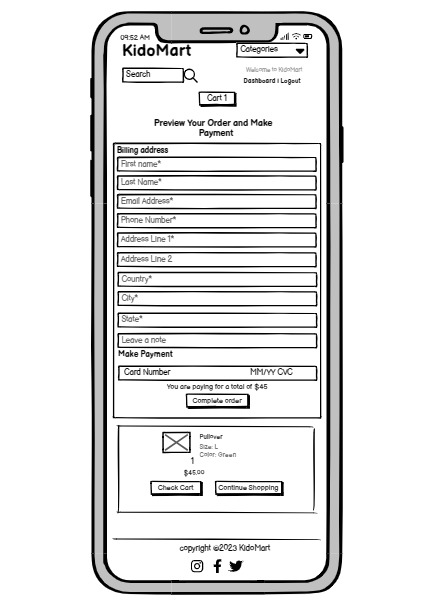 09:52 AM
KidoMart
Categories
Search
Welcome to KidoMart
Dashboard | Logout
Cart 1
Preview Your Order and Make
Payment
Billing address
First name*
Last Name*
Email Address*
Phone Number*
Address Line 1*
Address Line 2
Country*
City*
State*
Leave a note
Make Payment
Card Number MM/YY CVC
You are paying for a total of $45
Complete order
Pullover
Size: L
Color: Green
1
$45.00
Check Cart Continue Shopping
copyright ©2023 KidoMart